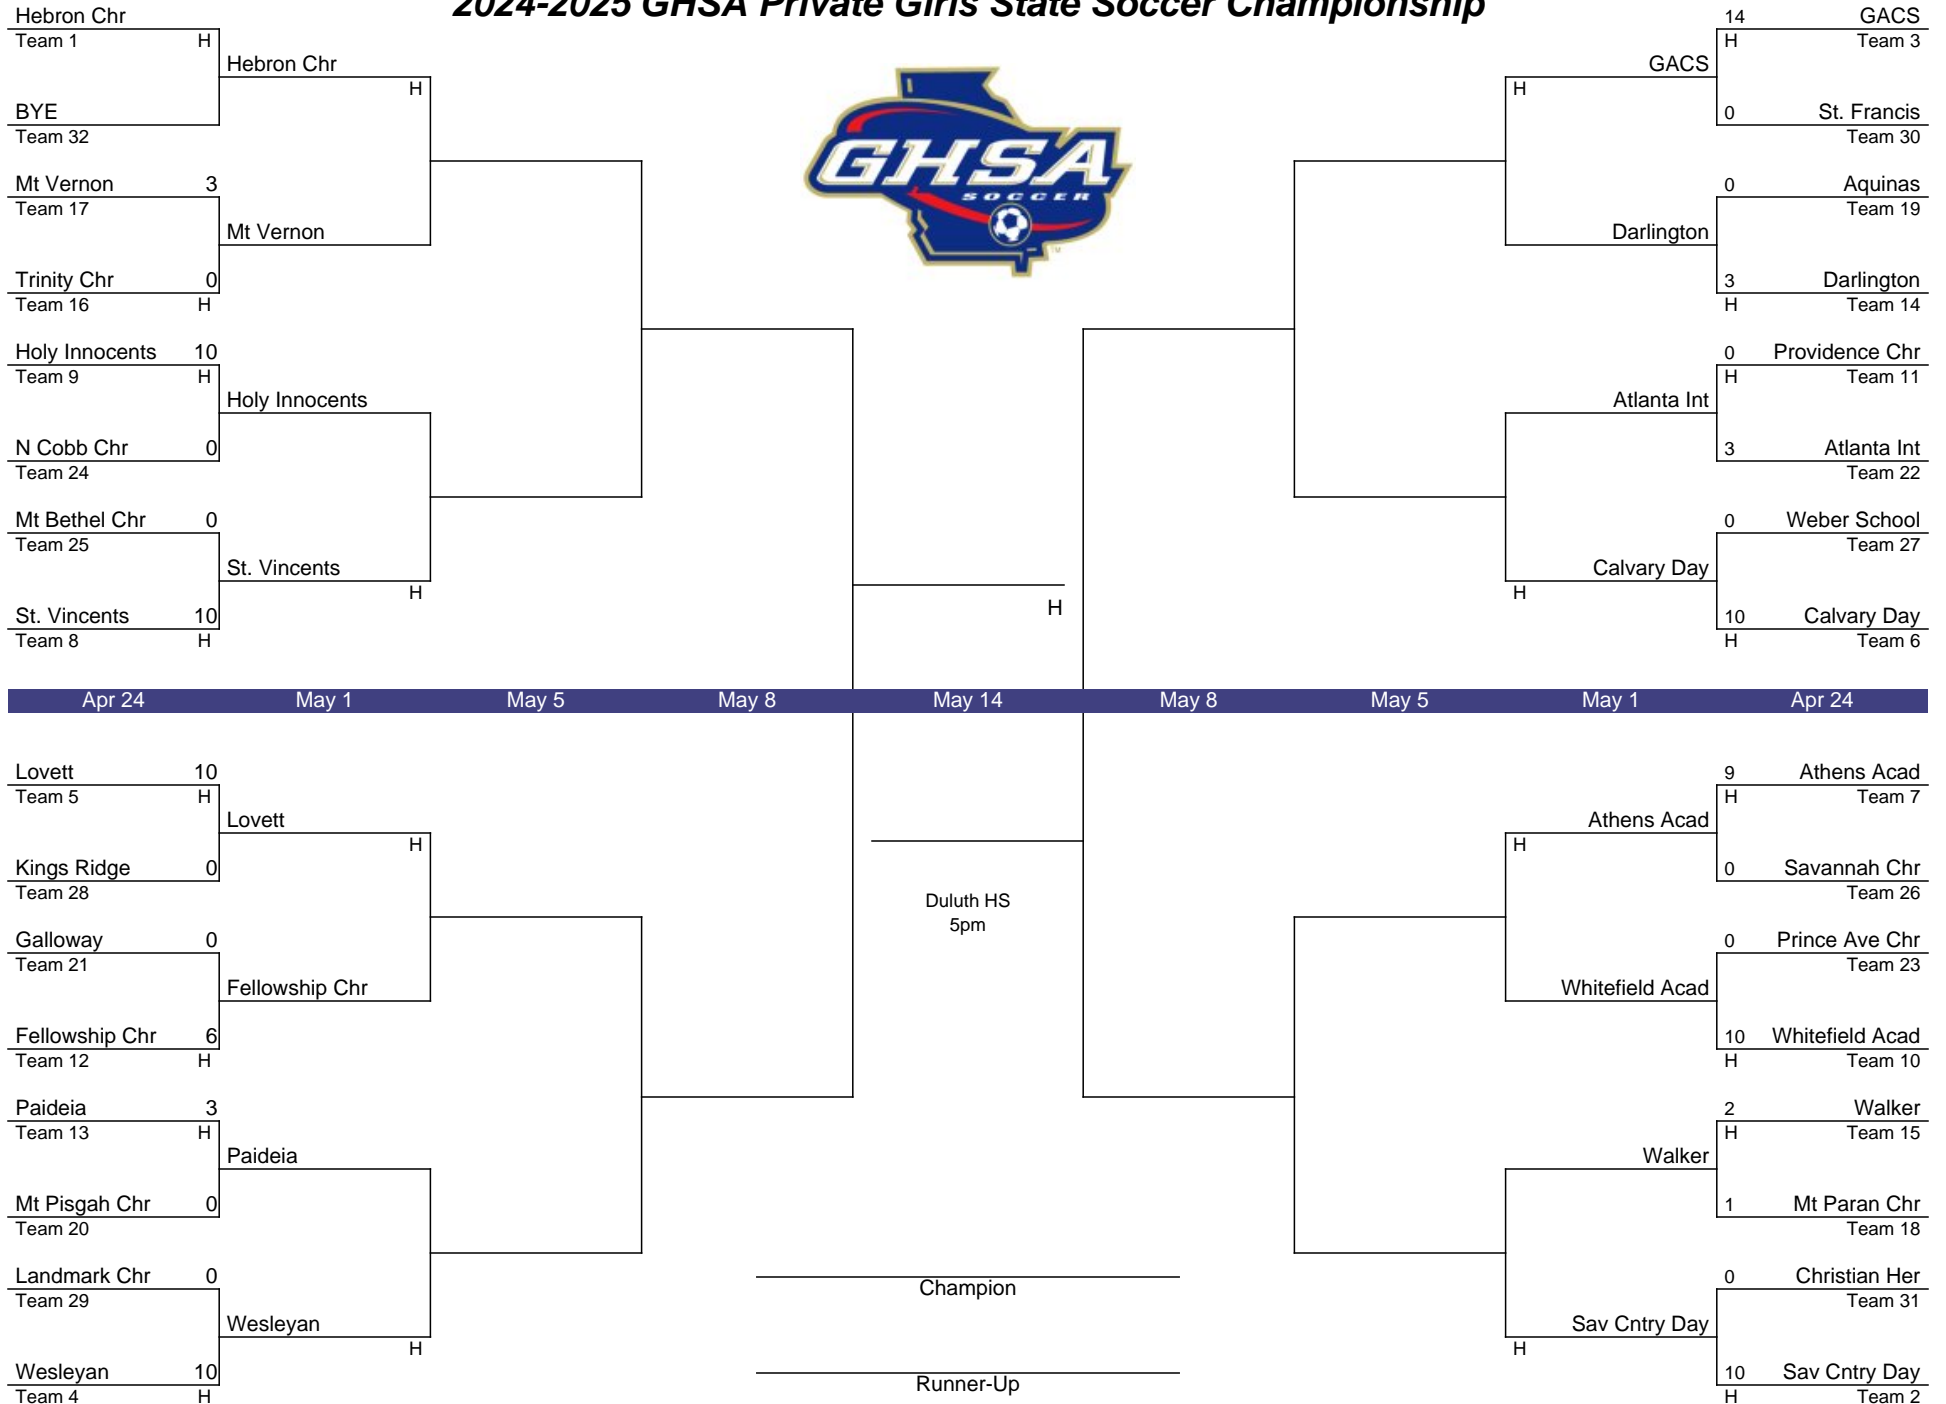 2024-2025 GHSA Private Girls State Soccer Championship
GHSA
SOCCER
Hebron Chr
Team 1 H
Hebron Chr
H
BYE
Team 32
Mt Vernon 3
Team 17
Mt Vernon
Trinity Chr 0
Team 16 H
Holy Innocents 10
Team 9 H
Holy Innocents
N Cobb Chr 0
Team 24
Mt Bethel Chr 0
Team 25
St. Vincents
H
St. Vincents 10
Team 8 H
H
14 GACS
H Team 3
GACS
H
0 St. Francis
Team 30
0 Aquinas
Team 19
Darlington
3 Darlington
H Team 14
0 Providence Chr
H Team 11
Atlanta Int
3 Atlanta Int
Team 22
0 Weber School
Team 27
Calvary Day
H
10 Calvary Day
H Team 6
Apr 24 May 1 May 5 May 8 May 14 May 8 May 5 May 1 Apr 24
Lovett 10
Team 5 H
Lovett
H
Kings Ridge 0
Team 28
Galloway 0
Team 21
Fellowship Chr
Fellowship Chr 6
Team 12 H
Paideia 3
Team 13 H
Paideia
Mt Pisgah Chr 0
Team 20
Landmark Chr 0
Team 29
Wesleyan
H
Wesleyan 10
Team 4 H
Duluth HS
5pm
Champion
Runner-Up
9 Athens Acad
H Team 7
Athens Acad
H
0 Savannah Chr
Team 26
0 Prince Ave Chr
Team 23
Whitefield Acad
10 Whitefield Acad
H Team 10
2 Walker
H Team 15
Walker
1 Mt Paran Chr
Team 18
0 Christian Her
Team 31
Sav Cntry Day
H
10 Sav Cntry Day
H Team 2